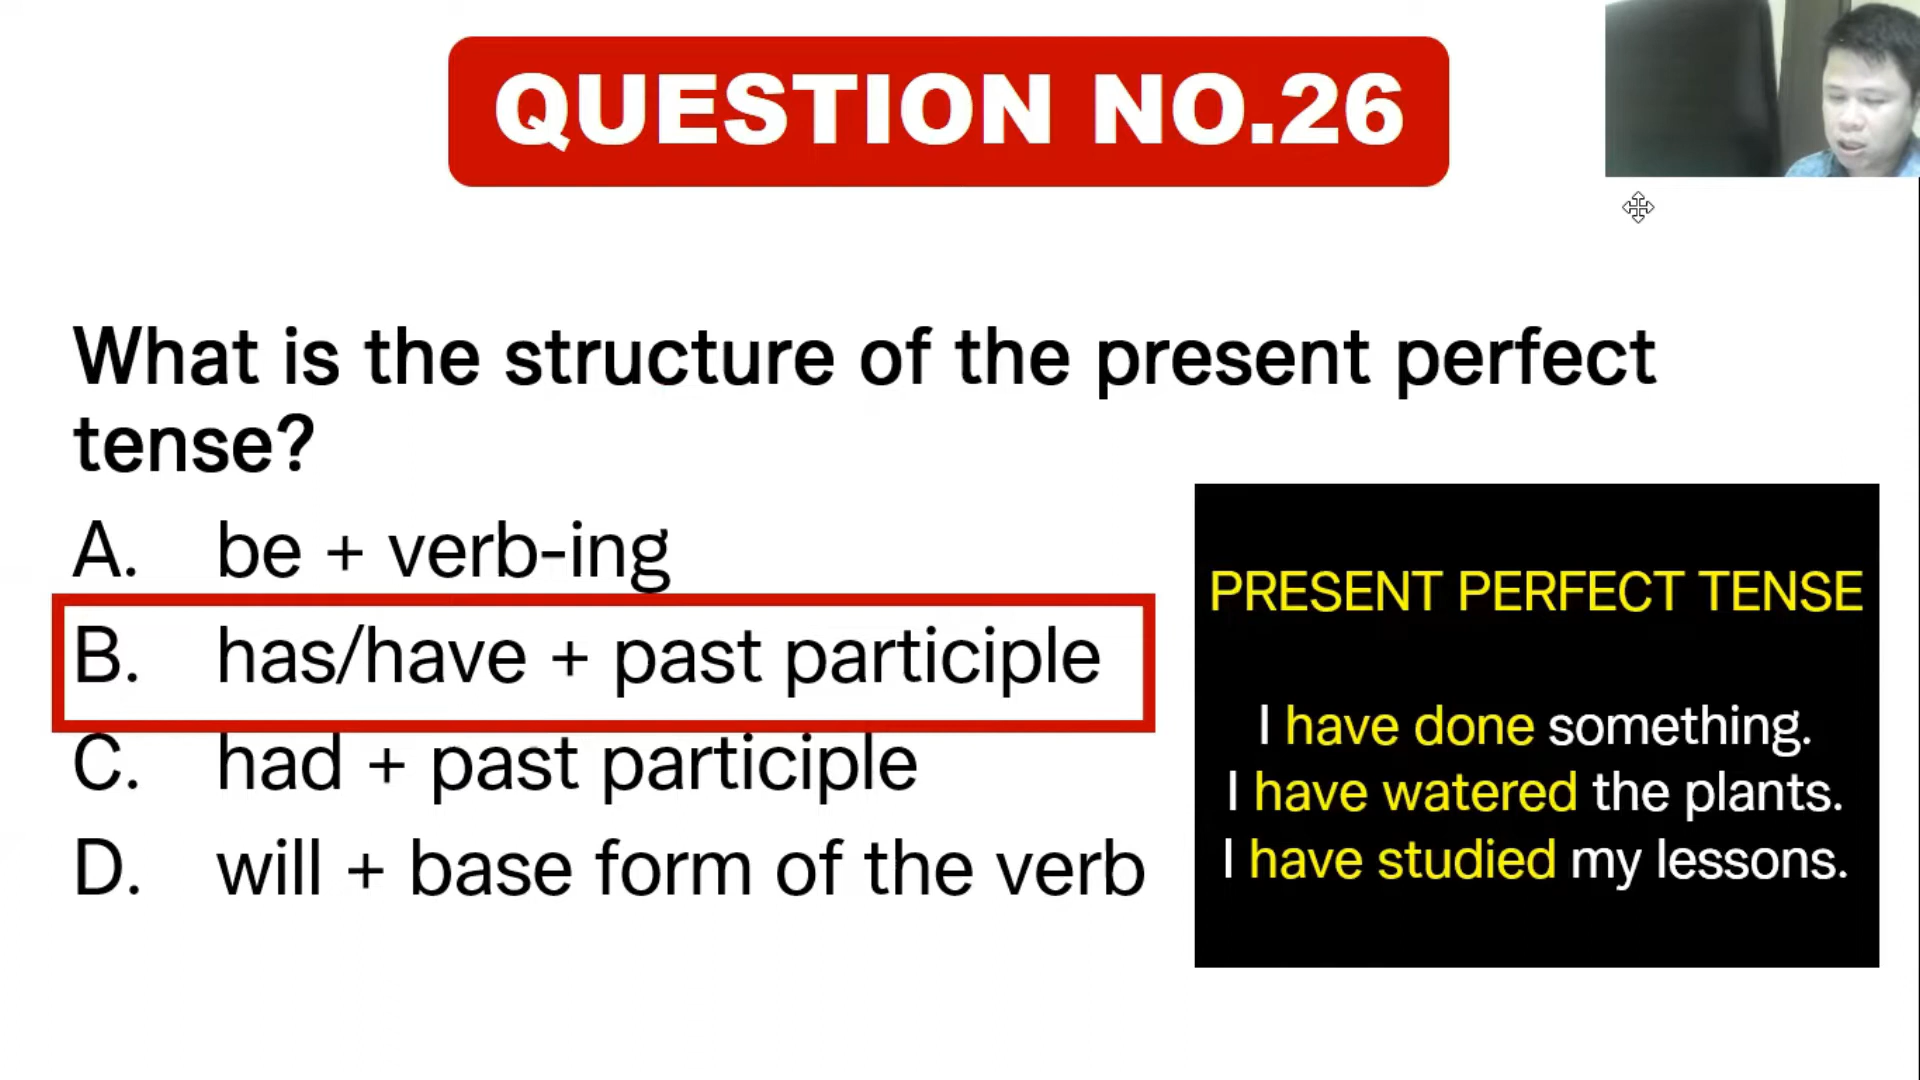 QUESTION NO.26
What is the structure of the present perfect
tense?
A. be + verb-ing
B. has/have + past participle
C. had + past participle
D. will + base form of the verb
PRESENT PERFECT TENSE
I have done something.
I have watered the plants.
I have studied my lessons.